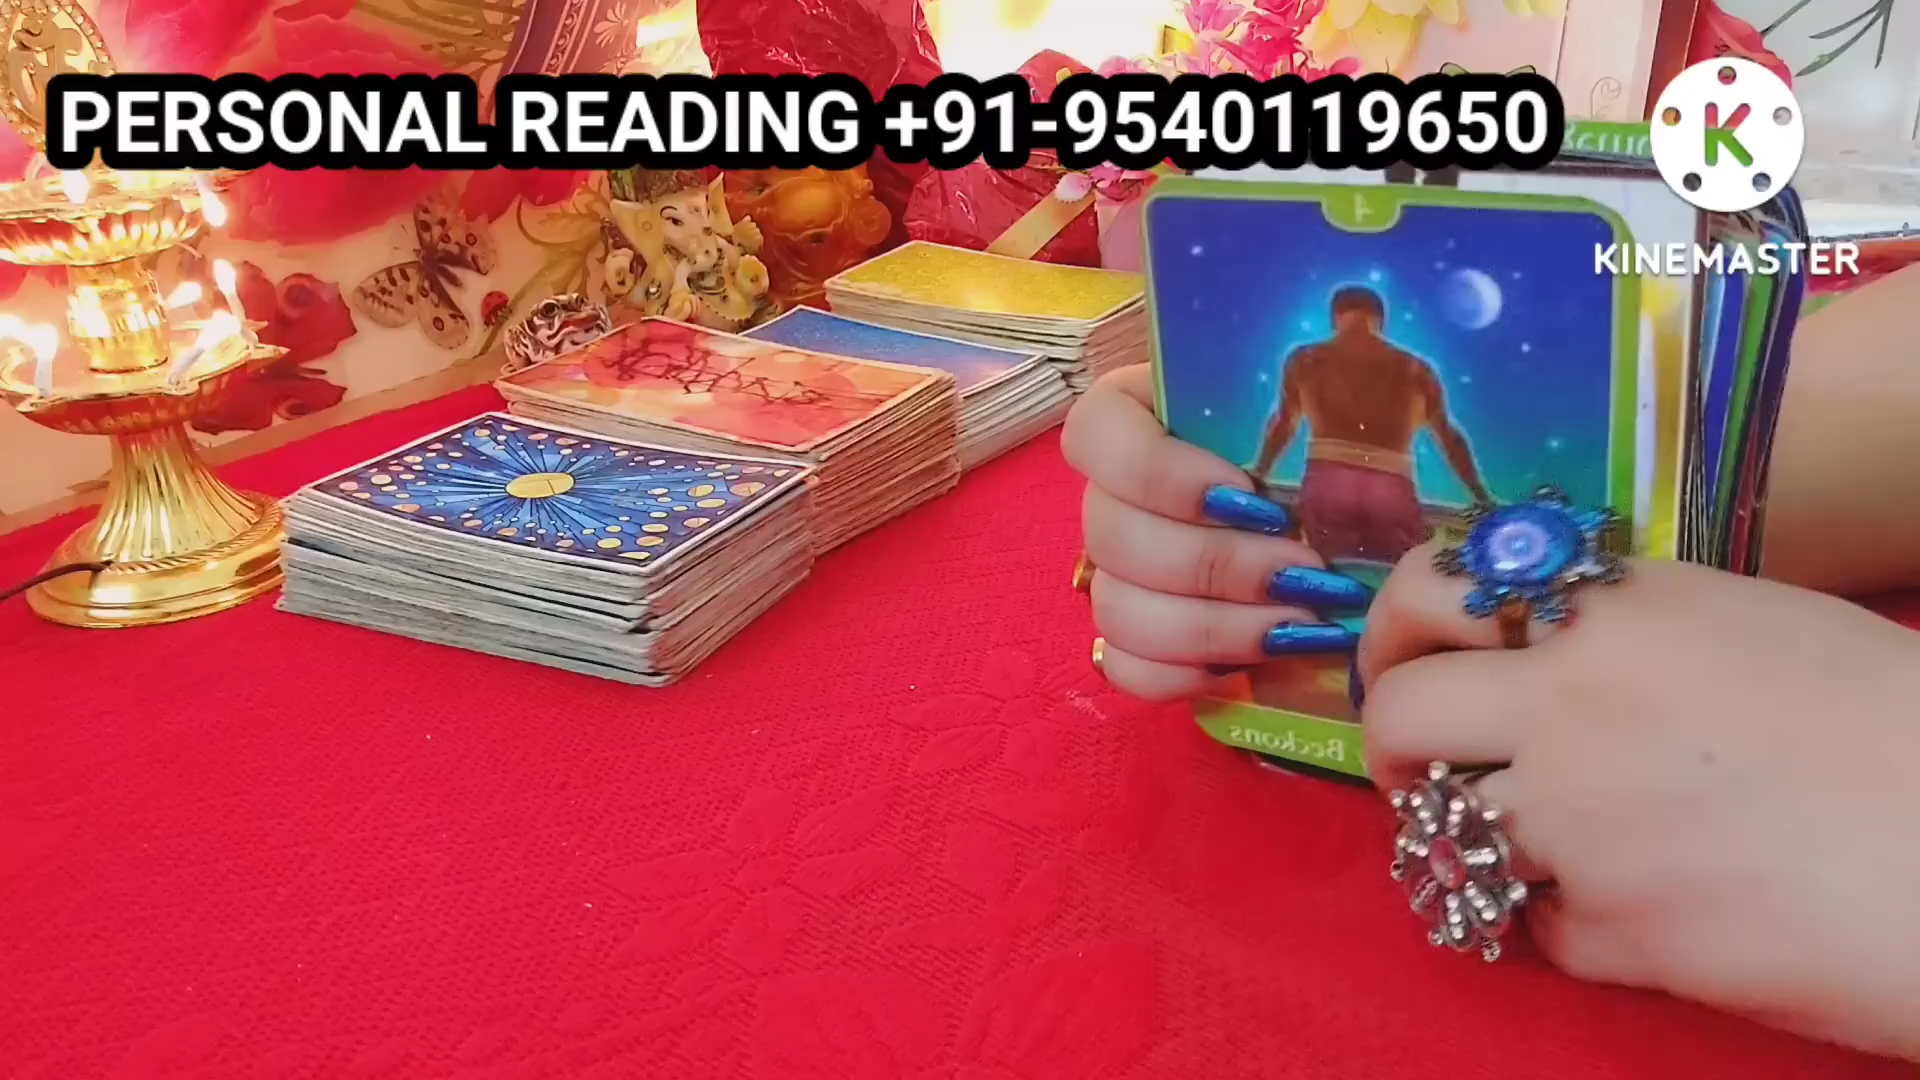 PERSONAL READING +91-9540119650
K
KINEMASTER
4
Beckons